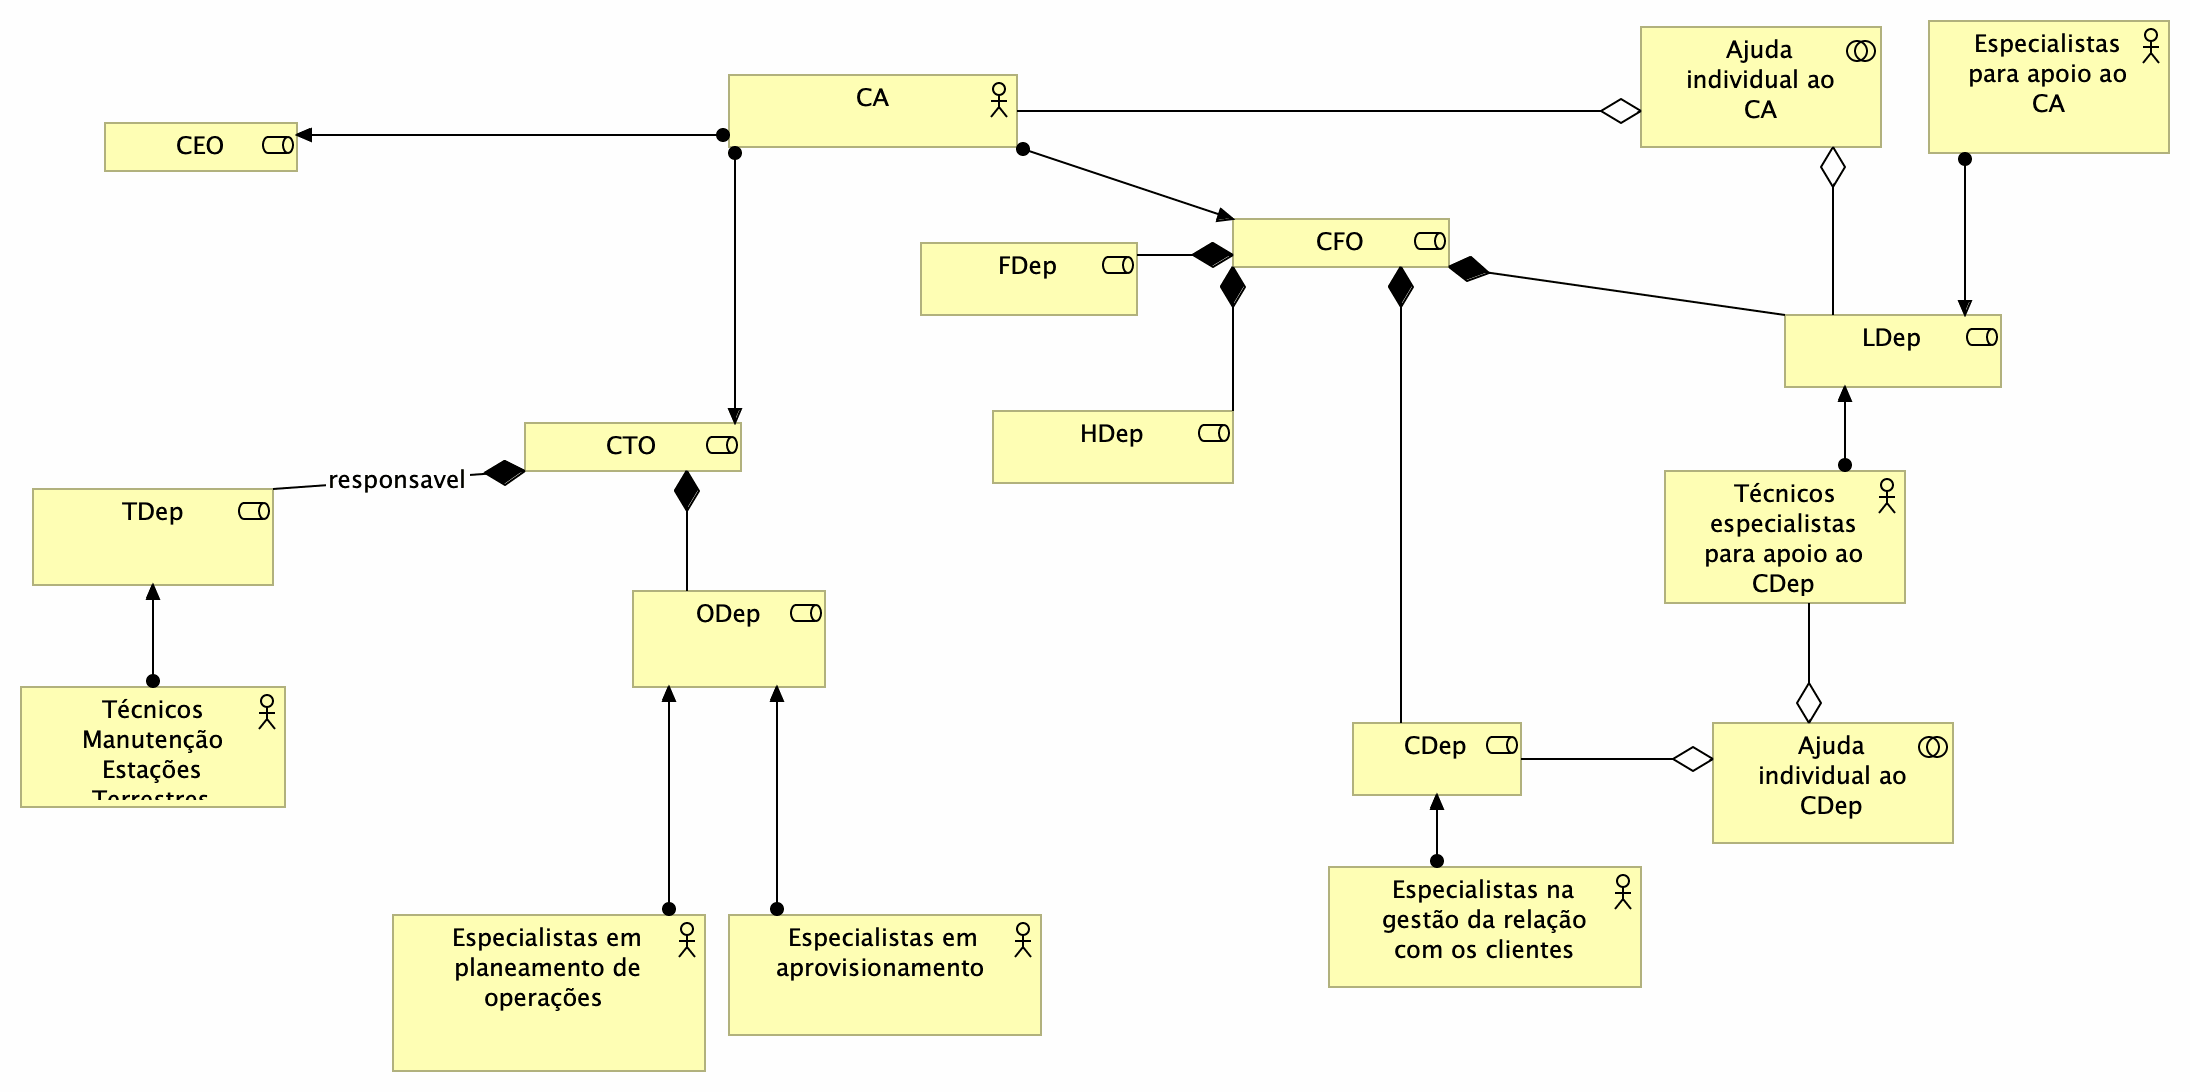 Ajuda
individual ao
CA
Especialistas
para apoio ao
CA
CA
CEO
CFO
FDep
LDep
HDep
CTO
responsavel
TDep
Técnicos
especialistas
para apoio ao
CDep
ODep
Técnicos
Manutenção
Estações
Terrestres
CDep
Ajuda
individual ao
CDep
Especialistas na
gestão da relação
com os clientes
Especialistas em
planeamento de
operações
Especialistas em
aprovisionamento